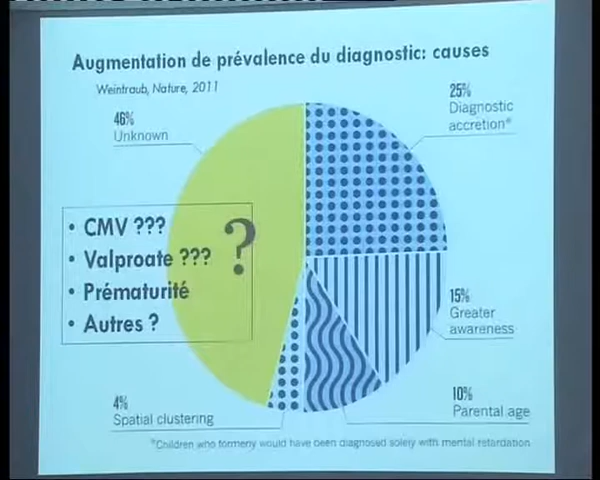 Augmentation de prévalence du diagnostic: causes
Weintraub, Nature, 2011
46%
Unknown
25%
Diagnostic
accretion*
?
• CMV ???
• Valproate ???
• Prématurité
• Autres ?
15%
Greater
awareness
10%
Parental age
4%
Spatial clustering
*Children who formerly would have been diagnosed solely with mental retardation